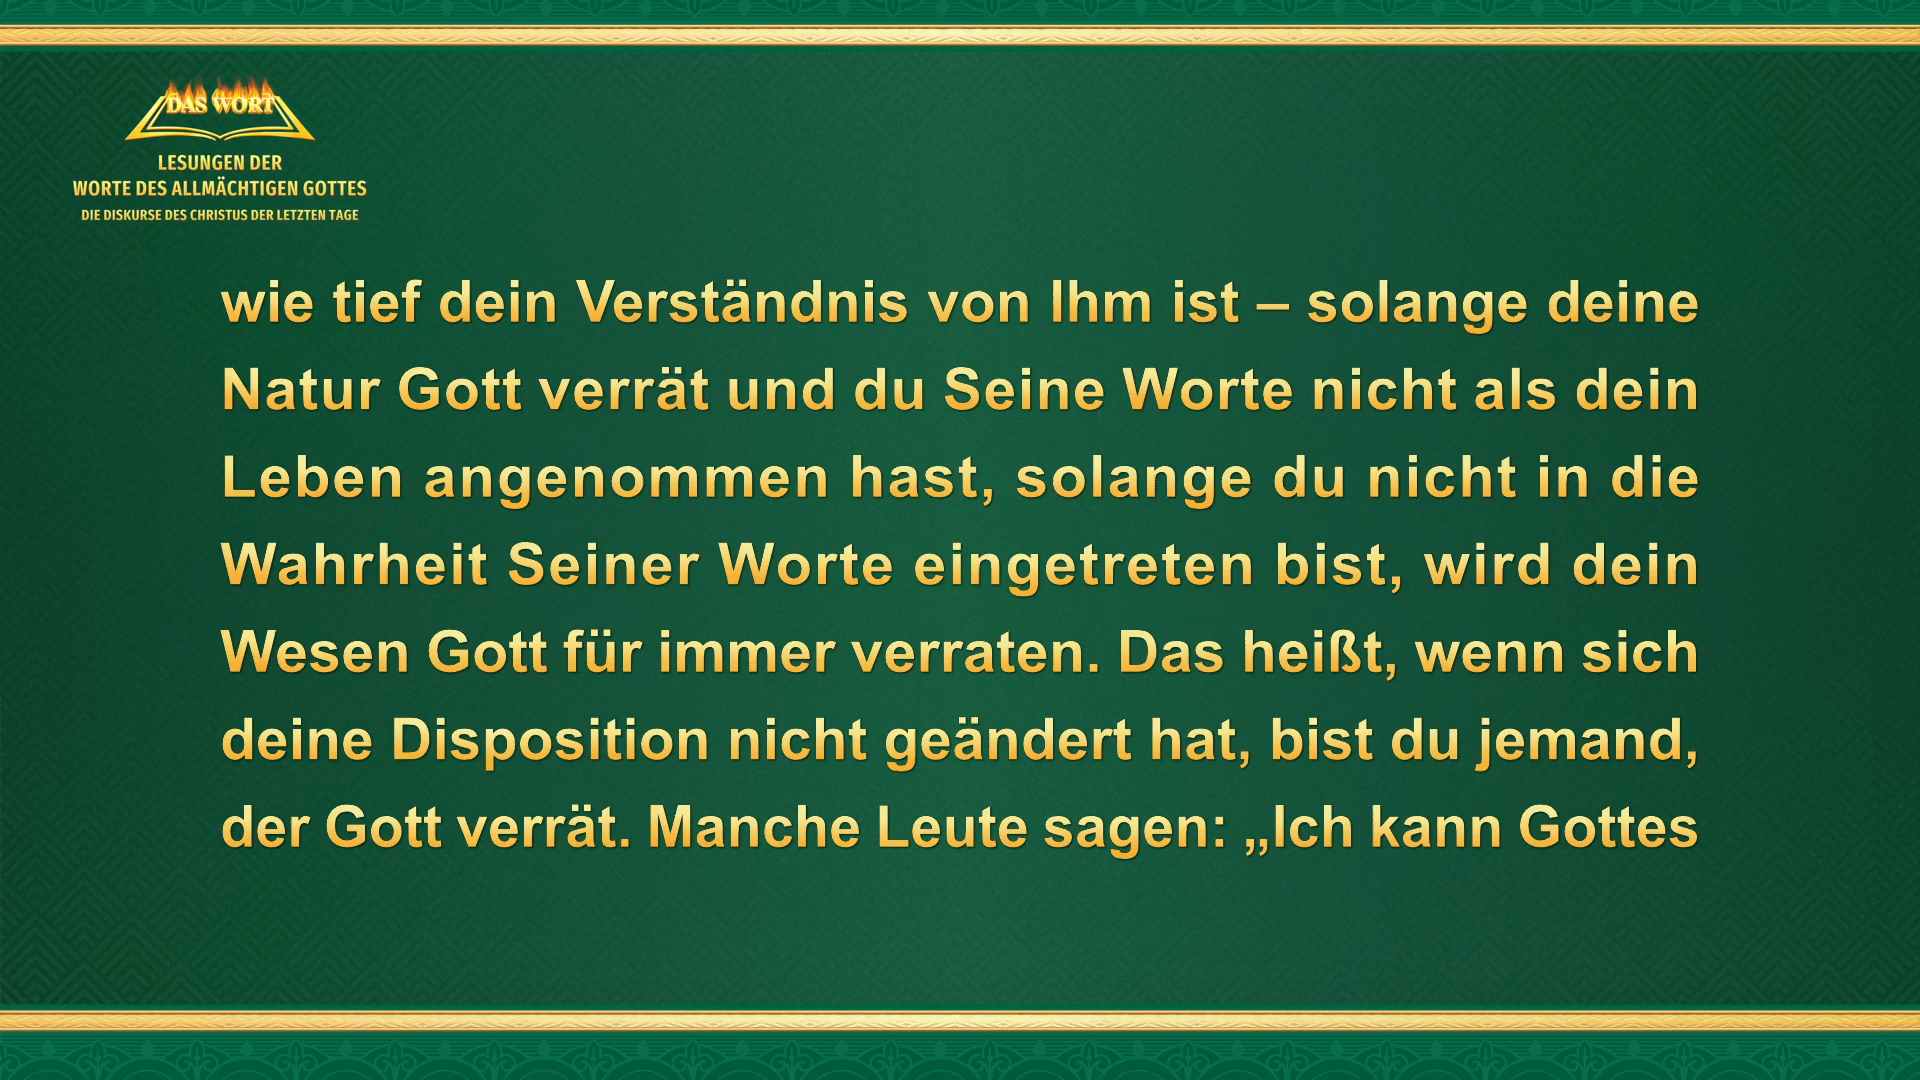 DAS WORT
LESUNGEN DER
WORTE DES ALLMÄCHTIGEN GOTTES
DIE DISKURSE DES CHRISTUS DER LETZTEN TAGE
wie tief dein Verständnis von Ihm ist – solange deine
Natur Gott verrät und du Seine Worte nicht als dein
Leben angenommen hast, solange du nicht in die
Wahrheit Seiner Worte eingetreten bist, wird dein
Wesen Gott für immer verraten. Das heißt, wenn sich
deine Disposition nicht geändert hat, bist du jemand,
der Gott verrät. Manche Leute sagen: „Ich kann Gottes